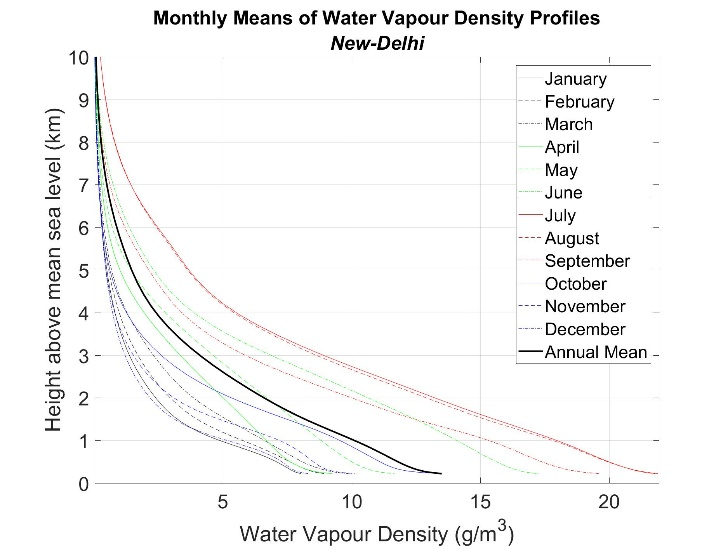 Monthly Means of Water Vapour Density Profiles
New-Delhi
10
9
8
7
6
5
4
3
2
1
0
Height above mean sea level (km)
January
February
March
April
May
June
July
August
September
October
November
December
Annual Mean
5
10
15
20
Water Vapour Density (g/m³)